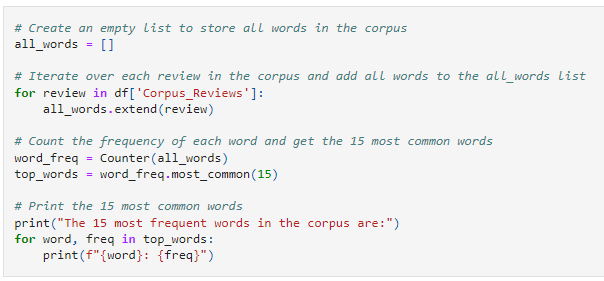 # Create an empty list to store all words in the corpus
all_words = []
# Iterate over each review in the corpus and add all words to the all_words list
for review in df['Corpus_Reviews']:
    all_words.extend(review)
# Count the frequency of each word and get the 15 most common words
word_freq = Counter(all_words)
top_words = word_freq.most_common(15)
# Print the 15 most common words
print("The 15 most frequent words in the corpus are:")
for word, freq in top_words:
    print(f"{word}: {freq}")